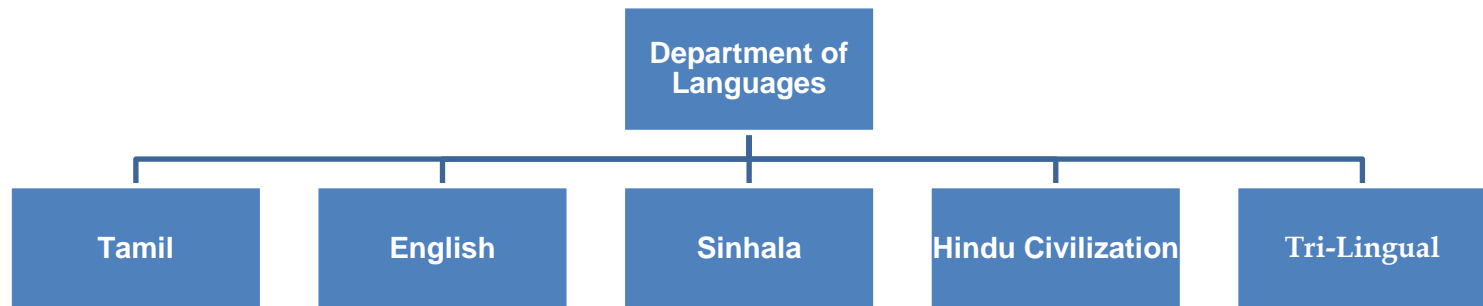 Department of
Languages
Tamil
English
Sinhala
Hindu Civilization
Tri-Lingual